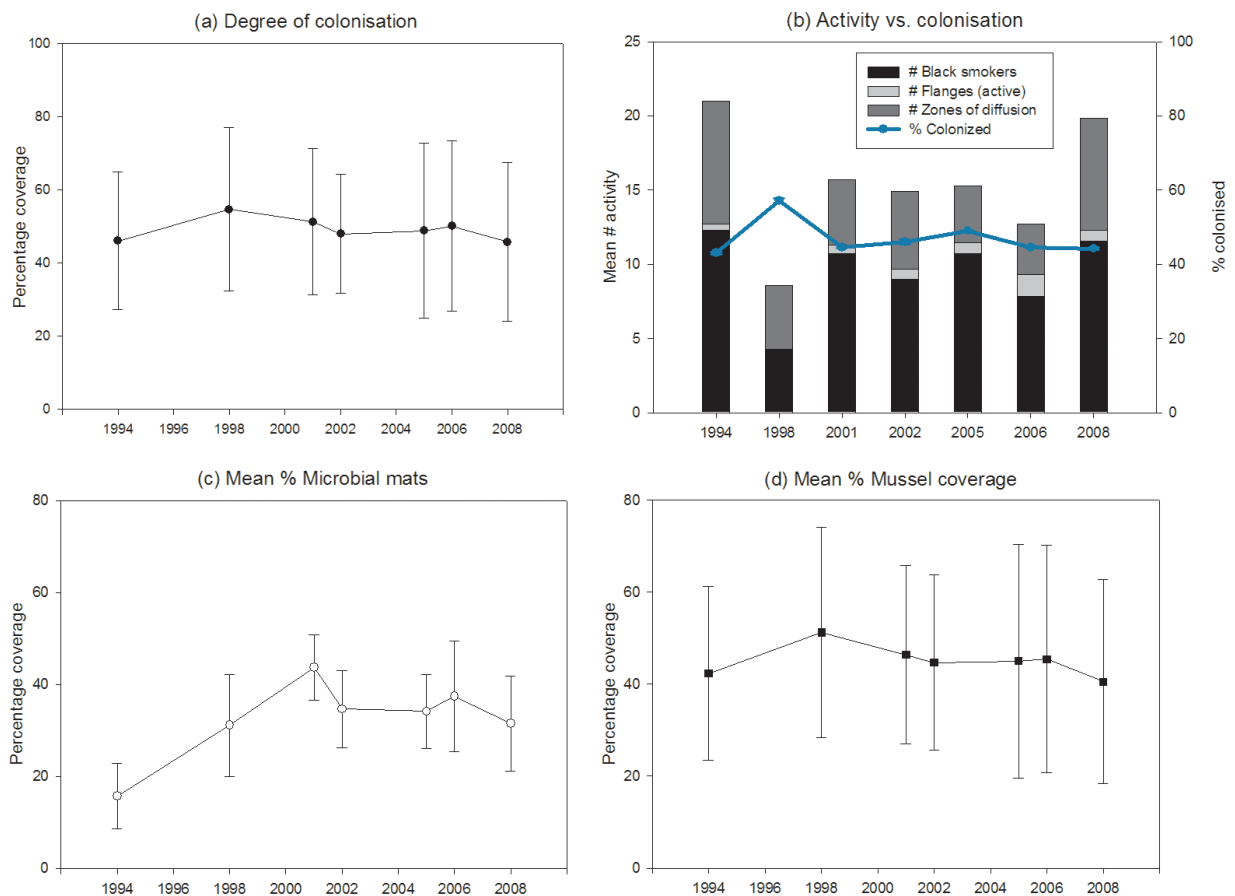 (a) Degree of colonisation
Percentage coverage
100
80
60
40
20
0
1994 1996 1998 2000 2002 2004 2006 2008
(b) Activity vs. colonisation
Mean # activity
25
20
15
10
5
0
# Black smokers
# Flanges (active)
# Zones of diffusion
% Colonized
100
80
60
40
20
0
% colonised
1994 1998 2001 2002 2005 2006 2008
(c) Mean % Microbial mats
Percentage coverage
80
60
40
20
0
1994 1996 1998 2000 2002 2004 2006 2008
(d) Mean % Mussel coverage
Percentage coverage
80
60
40
20
0
1994 1996 1998 2000 2002 2004 2006 2008